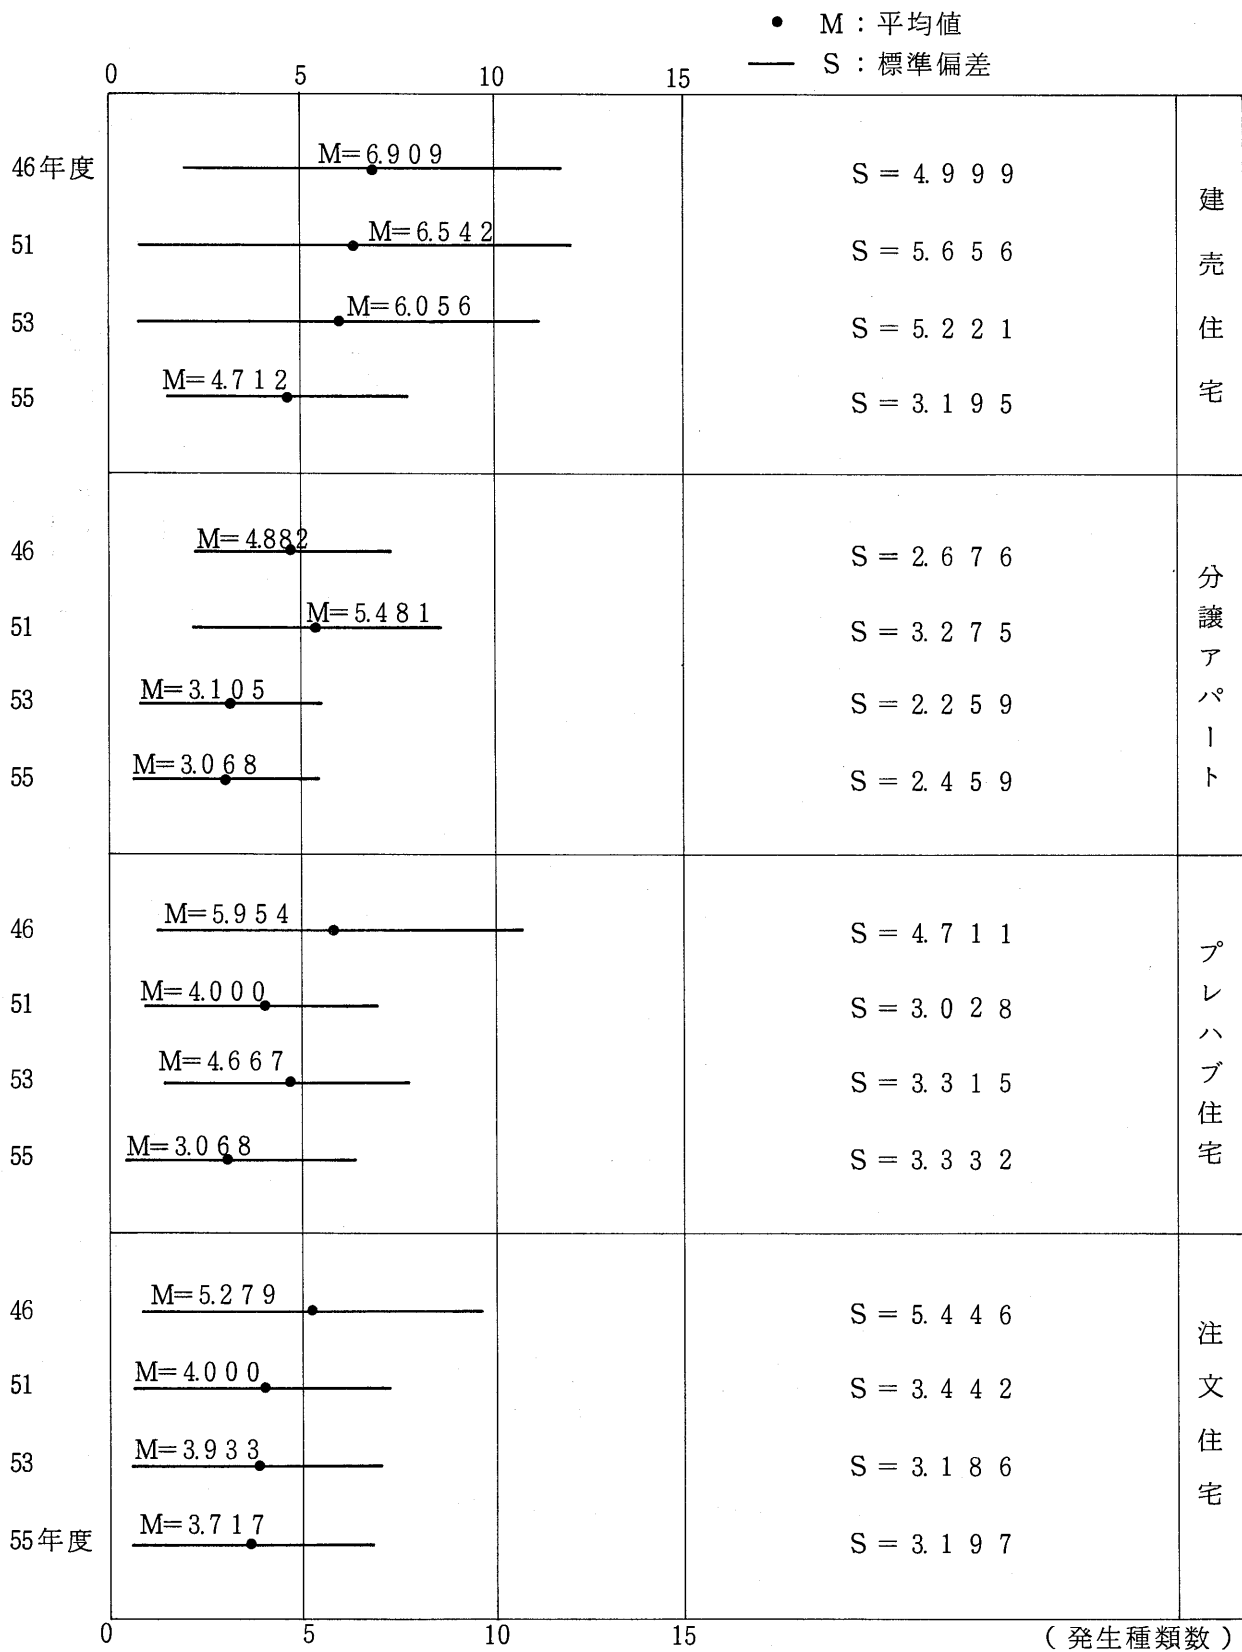 M：平均値
S：標準偏差
0 5 10 15
46年度 M=6.909 S=4.999
51 M=6.542 S=5.656
53 M=6.056 S=5.221
55 M=4.712 S=3.195
建売住宅
46 M=4.882 S=2.676
51 M=5.481 S=3.275
53 M=3.105 S=2.259
55 M=3.068 S=2.459
分譲アパート
46 M=5.954 S=4.711
51 M=4.000 S=3.028
53 M=4.667 S=3.315
55 M=3.068 S=3.332
プレハブ住宅
46 M=5.279 S=5.446
51 M=4.000 S=3.442
53 M=3.933 S=3.186
55年度 M=3.717 S=3.197
注文住宅
0 5 10 15 （発生種類数）